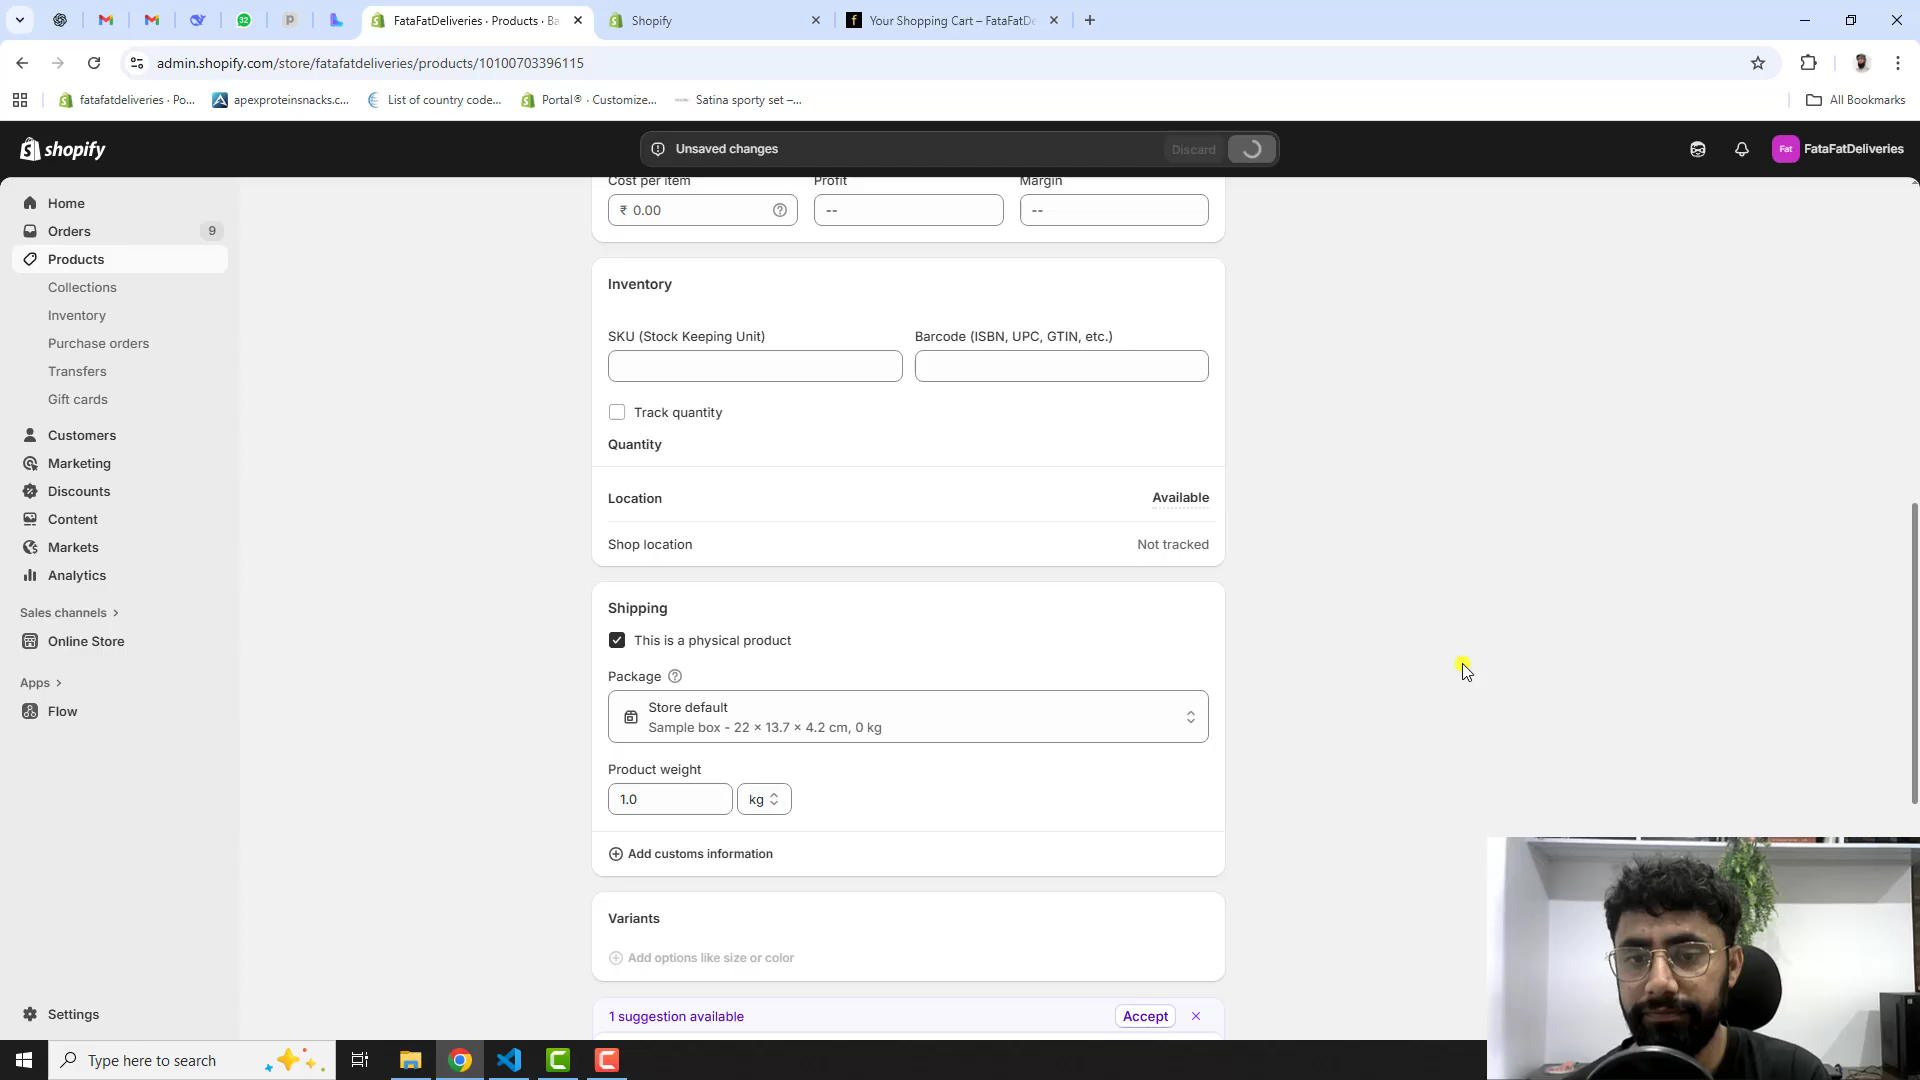 FataFatDeliveries · Products · Ba
Shopify
Your Shopping Cart – FataFatDe
admin.shopify.com/store/fatafatdeliveries/products/10100703396115
fatafatdeliveries · Po...
apexproteinsnacks.c...
List of country code...
Portal® · Customize...
Satina sporty set –...
All Bookmarks
shopify
Unsaved changes
Discard
Fat
FataFatDeliveries
Home
Orders
9
Products
Collections
Inventory
Purchase orders
Transfers
Gift cards
Customers
Marketing
Discounts
Content
Markets
Analytics
Sales channels
Online Store
Apps
Flow
Settings
Cost per item
Profit
Margin
₹ 0.00
--
--
Inventory
SKU (Stock Keeping Unit)
Barcode (ISBN, UPC, GTIN, etc.)
Track quantity
Quantity
Location
Available
Shop location
Not tracked
Shipping
This is a physical product
Package
Store default
Sample box - 22 × 13.7 × 4.2 cm, 0 kg
Product weight
1.0
kg
Add customs information
Variants
Add options like size or color
1 suggestion available
Accept
Type here to search